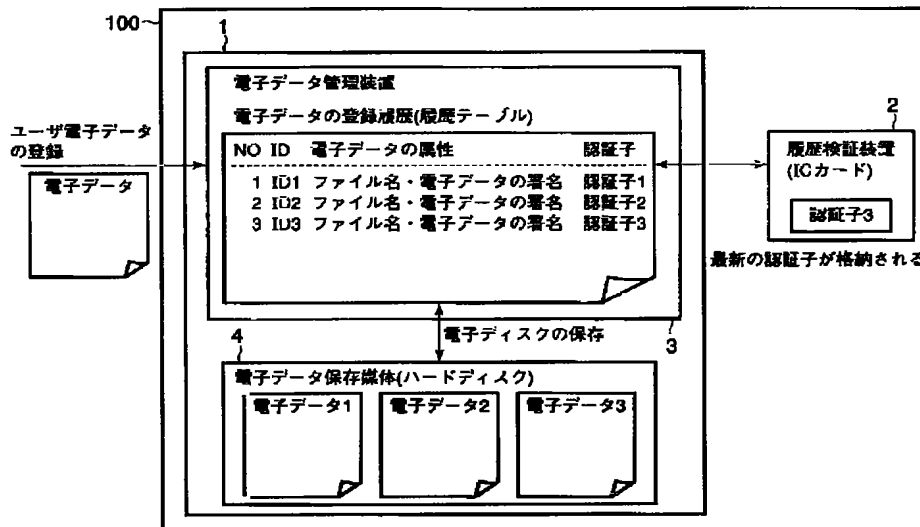 100
1
電子データ管理装置
電子データの登録履歴(履歴テーブル)
ユーザ電子データ
の登録
電子データ
NO ID 電子データの属性 認証子
1 ID1 ファイル名・電子データの署名 認証子1
2 ID2 ファイル名・電子データの署名 認証子2
3 ID3 ファイル名・電子データの署名 認証子3
2
履歴検証装置
(ICカード)
認証子3
最新の認証子が格納される
3
電子ディスクの保存
4
電子データ保存媒体(ハードディスク)
電子データ1 電子データ2 電子データ3